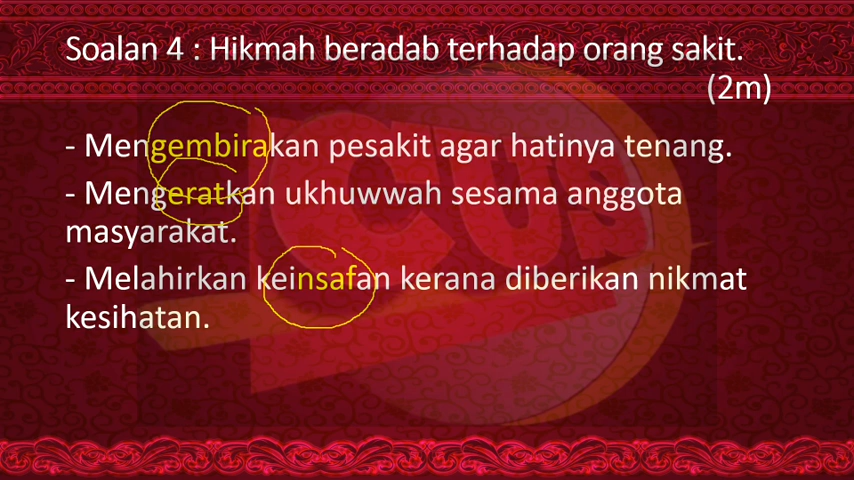 Soalan 4 : Hikmah beradab terhadap orang sakit.
(2m)
- Mengembirakan pesakit agar hatinya tenang.
- Mengeratkan ukhuwwah sesama anggota
masyarakat.
- Melahirkan keinsafan kerana diberikan nikmat
kesihatan.